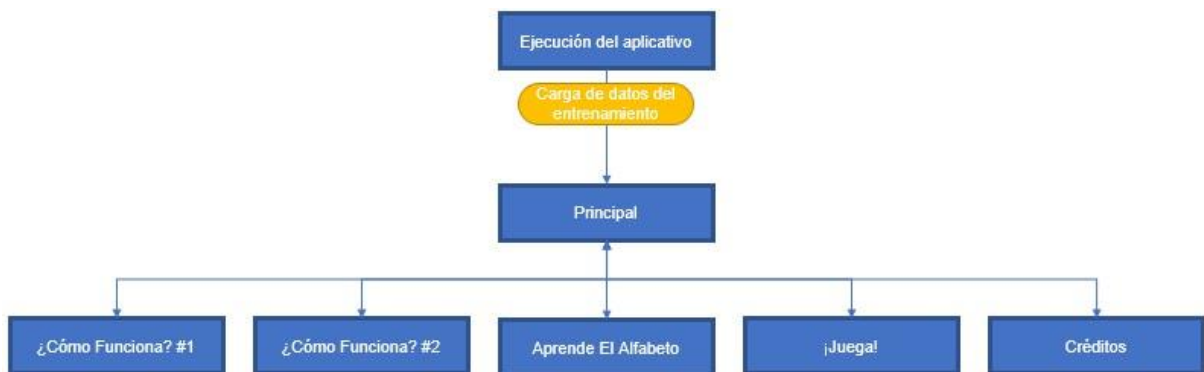 Ejecución del aplicativo
Carga de datos del
entrenamiento
Principal
¿Cómo Funciona? #1
¿Cómo Funciona? #2
Aprende El Alfabeto
¡Juega!
Créditos